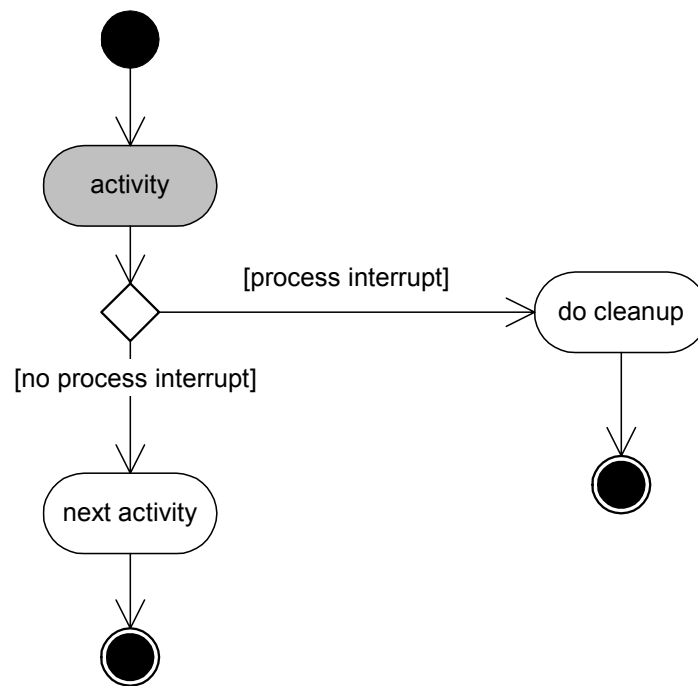 activity
[process interrupt]
do cleanup
[no process interrupt]
next activity